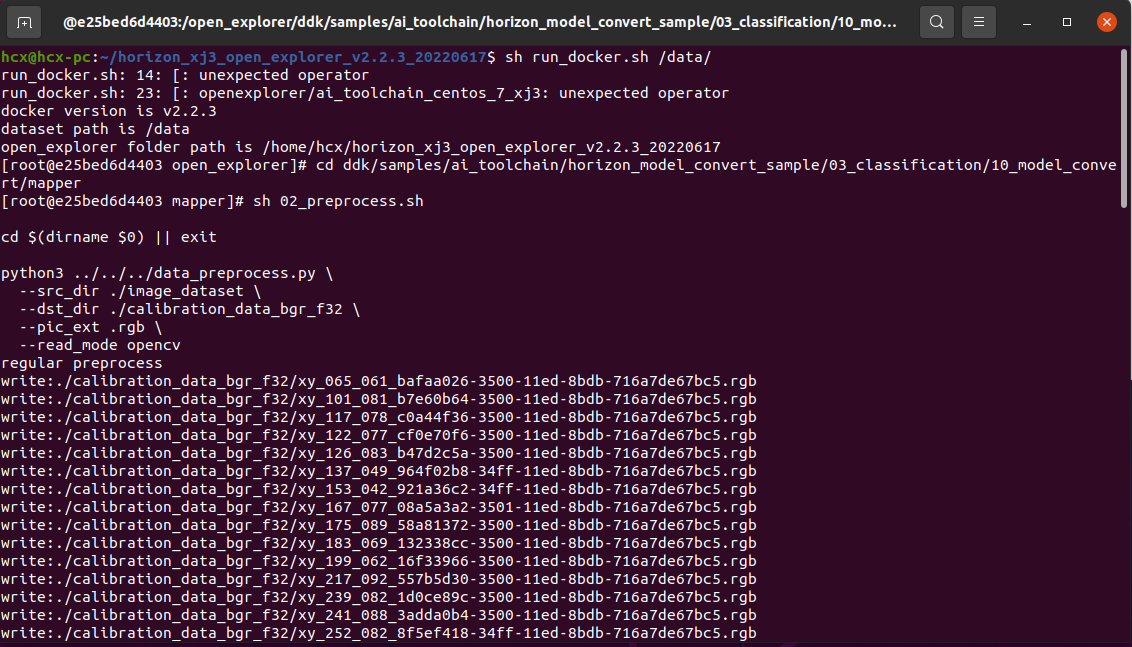 @e25bed6d4403:/open_explorer/ddk/samples/ai_toolchain/horizon_model_convert_sample/03_classification/10_mo...
hcx@hcx-pc:~/horizon_xj3_open_explorer_v2.2.3_20220617$ sh run_docker.sh /data/
run_docker.sh: 14: [: unexpected operator
run_docker.sh: 23: [: openexplorer/ai_toolchain_centos_7_xj3: unexpected operator
docker version is v2.2.3
dataset path is /data
open_explorer folder path is /home/hcx/horizon_xj3_open_explorer_v2.2.3_20220617
[root@e25bed6d4403 open_explorer]# cd ddk/samples/ai_toolchain/horizon_model_convert_sample/03_classification/10_model_conve
rt/mapper
[root@e25bed6d4403 mapper]# sh 02_preprocess.sh
cd $(dirname $0) || exit
python3 ../../../data_preprocess.py \
  --src_dir ./image_dataset \
  --dst_dir ./calibration_data_bgr_f32 \
  --pic_ext .rgb \
  --read_mode opencv
regular preprocess
write:./calibration_data_bgr_f32/xy_065_061_bafaa026-3500-11ed-8bdb-716a7de67bc5.rgb
write:./calibration_data_bgr_f32/xy_101_081_b7e60b64-3500-11ed-8bdb-716a7de67bc5.rgb
write:./calibration_data_bgr_f32/xy_117_078_c0a44f36-3500-11ed-8bdb-716a7de67bc5.rgb
write:./calibration_data_bgr_f32/xy_122_077_cf0e70f6-3500-11ed-8bdb-716a7de67bc5.rgb
write:./calibration_data_bgr_f32/xy_126_083_b47d2c5a-3500-11ed-8bdb-716a7de67bc5.rgb
write:./calibration_data_bgr_f32/xy_137_049_964f02b8-34ff-11ed-8bdb-716a7de67bc5.rgb
write:./calibration_data_bgr_f32/xy_153_042_921a36c2-34ff-11ed-8bdb-716a7de67bc5.rgb
write:./calibration_data_bgr_f32/xy_167_077_08a5a3a2-3501-11ed-8bdb-716a7de67bc5.rgb
write:./calibration_data_bgr_f32/xy_175_089_58a81372-3500-11ed-8bdb-716a7de67bc5.rgb
write:./calibration_data_bgr_f32/xy_183_069_132338cc-3500-11ed-8bdb-716a7de67bc5.rgb
write:./calibration_data_bgr_f32/xy_199_062_16f33966-3500-11ed-8bdb-716a7de67bc5.rgb
write:./calibration_data_bgr_f32/xy_217_092_557b5d30-3500-11ed-8bdb-716a7de67bc5.rgb
write:./calibration_data_bgr_f32/xy_239_082_1d0ce89c-3500-11ed-8bdb-716a7de67bc5.rgb
write:./calibration_data_bgr_f32/xy_241_088_3adda0b4-3500-11ed-8bdb-716a7de67bc5.rgb
write:./calibration_data_bgr_f32/xy_252_082_8f5ef418-34ff-11ed-8bdb-716a7de67bc5.rgb